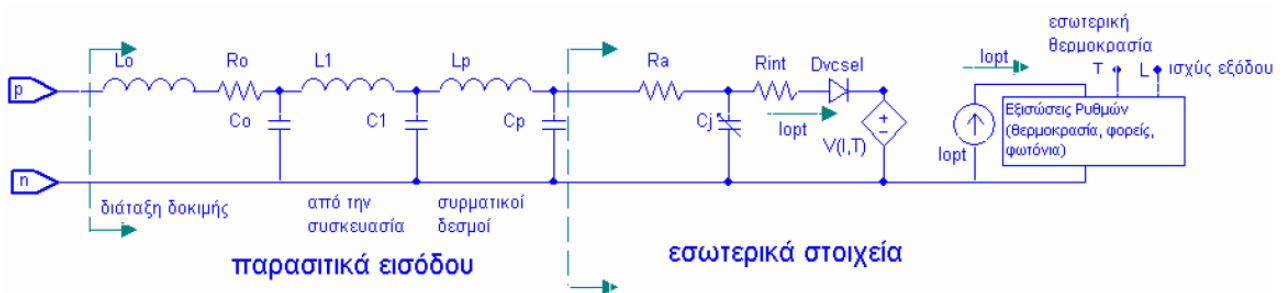 εσωτερική
θερμοκρασία
Lo
Ro
L1
Lp
Ra
Rint
Dvcsel
Iopt
T
L
ισχύς εξόδου
p
Co
C1
Cp
Cj
Iopt
V(I,T)
Iopt
Εξισώσεις Ρυθμών
(θερμοκρασία, φορείς,
φωτόνια)
n
διάταξη δοκιμής
από την
συσκευασία
συρματικοί
δεσμοί
παρασιτικά εισόδου
εσωτερικά στοιχεία